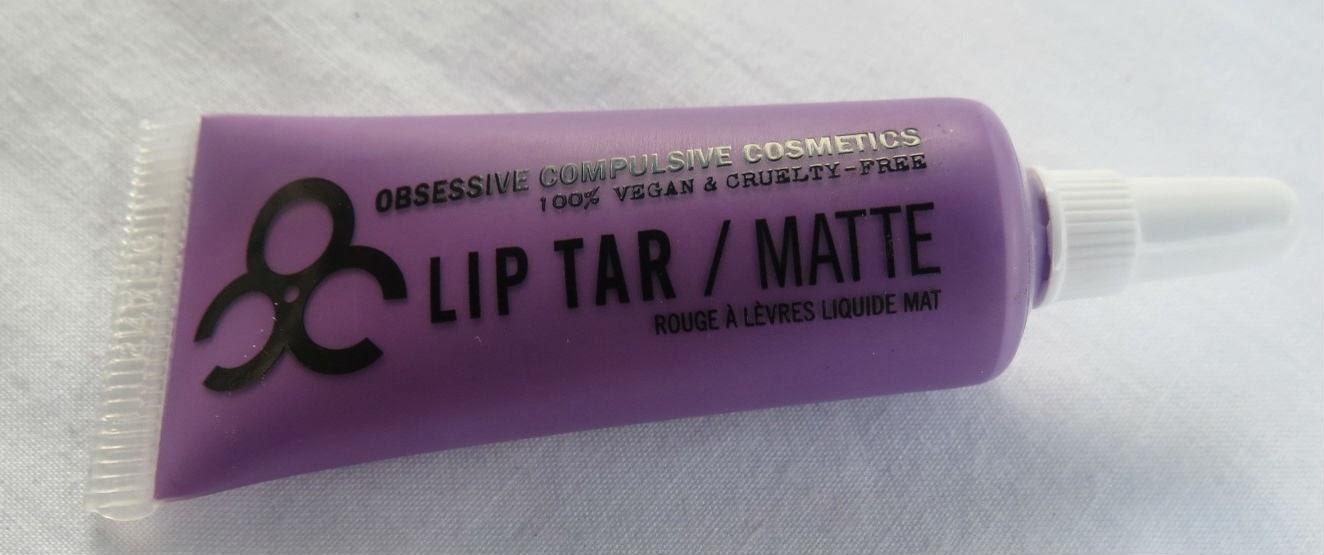 OBSESSIVE COMPULSIVE COSMETICS
100% VEGAN & CRUELTY-FREE
LIP TAR / MATTE
ROUGE À LÈVRES LIQUIDE MAT